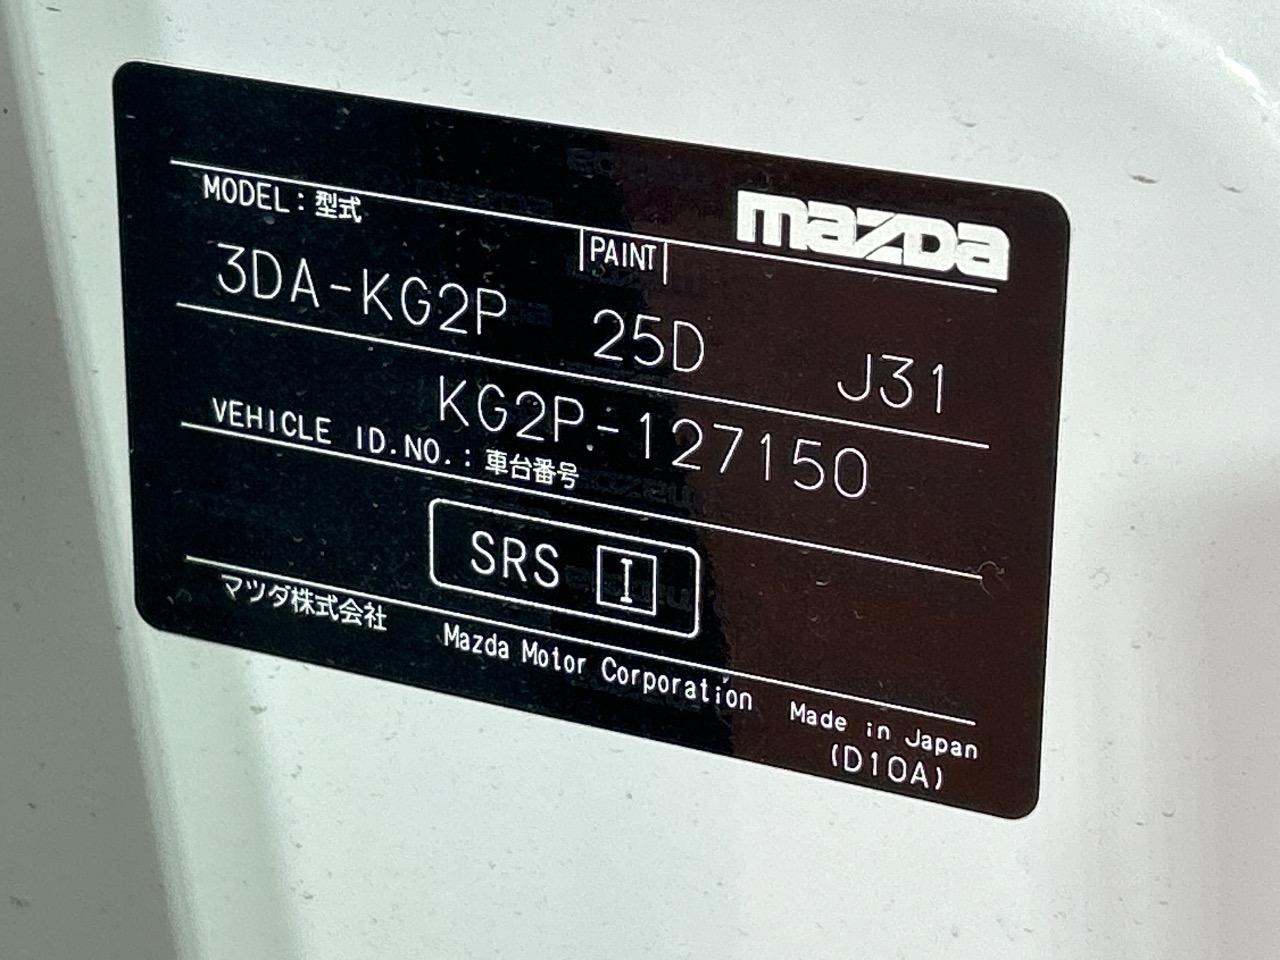 mazda
MODEL:型式
PAINT
3DA-KG2P 25D J31
KG2P-127150
VEHICLE ID.NO.:車台番号
SRS I
マツダ株式会社 Mazda Motor Corporation Made in Japan
(D10A)